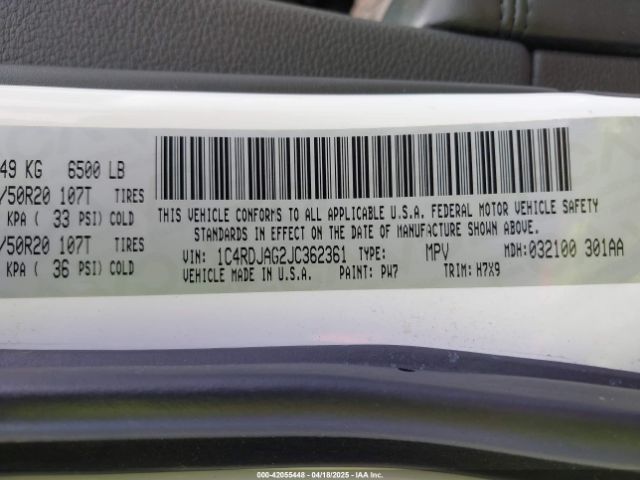 49 KG 6500 LB
/50R20 107T TIRES
KPA ( 33 PSI) COLD
/50R20 107T TIRES
KPA ( 36 PSI) COLD
THIS VEHICLE CONFORMS TO ALL APPLICABLE U.S.A. FEDERAL MOTOR VEHICLE SAFETY
STANDARDS IN EFFECT ON THE DATE OF MANUFACTURE SHOWN ABOVE.
VIN: 1C4RDJAG2JC362361 TYPE: MPV MDH: 032100 301AA
VEHICLE MADE IN U.S.A. PAINT: PW7 TRIM: H7X9
000-42055448 - 04/18/2025 - IAA Inc.